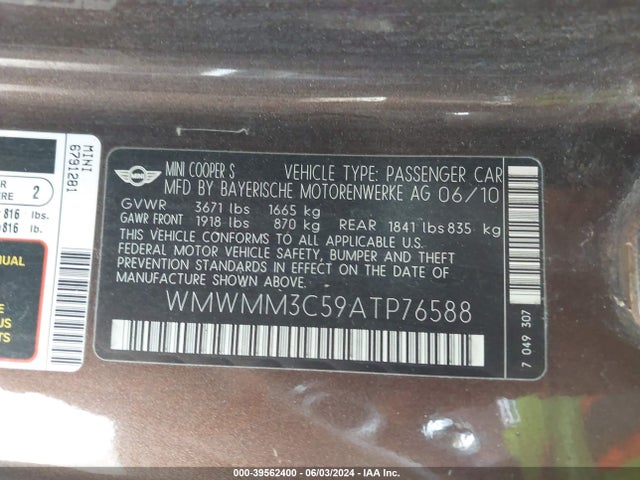 MINI COOPER S VEHICLE TYPE: PASSENGER CAR
MFD BY BAYERISCHE MOTORENWERKE AG 06/10
GVWR 3671 lbs 1665 kg
GAWR FRONT 1918 lbs 870 kg REAR 1841 lbs 835 kg
THIS VEHICLE CONFORMS TO ALL APPLICABLE U.S.
FEDERAL MOTOR VEHICLE SAFETY, BUMPER AND THEFT
PREVENTION STANDARDS IN EFFECT ON THE DATE OF
MANUFACTURE SHOWN ABOVE.
WMWMM3C59ATP76588
7 049 307
MINI
6791281
2
816 lbs.
816 lb.
MANUAL
000-39562400 - 06/03/2024 - IAA Inc.